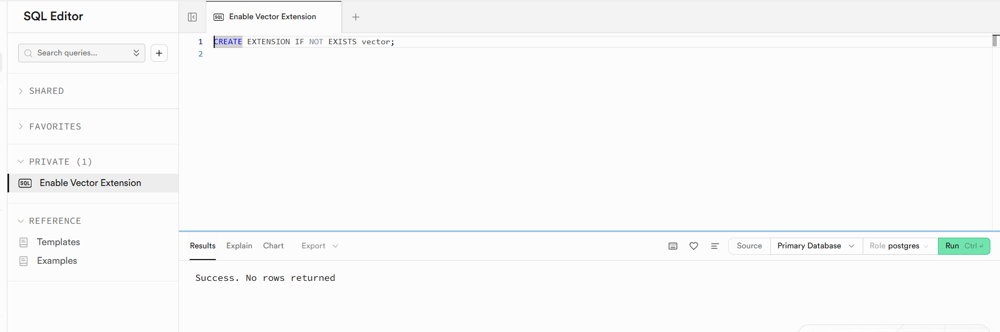 SQL Editor
Search queries...
SHARED
FAVORITES
PRIVATE (1)
SQL Enable Vector Extension
REFERENCE
Templates
Examples
SQL Enable Vector Extension
1 CREATE EXTENSION IF NOT EXISTS vector;
2
Results Explain Chart Export Source Primary Database Role postgres Run Ctrl ↵
Success. No rows returned